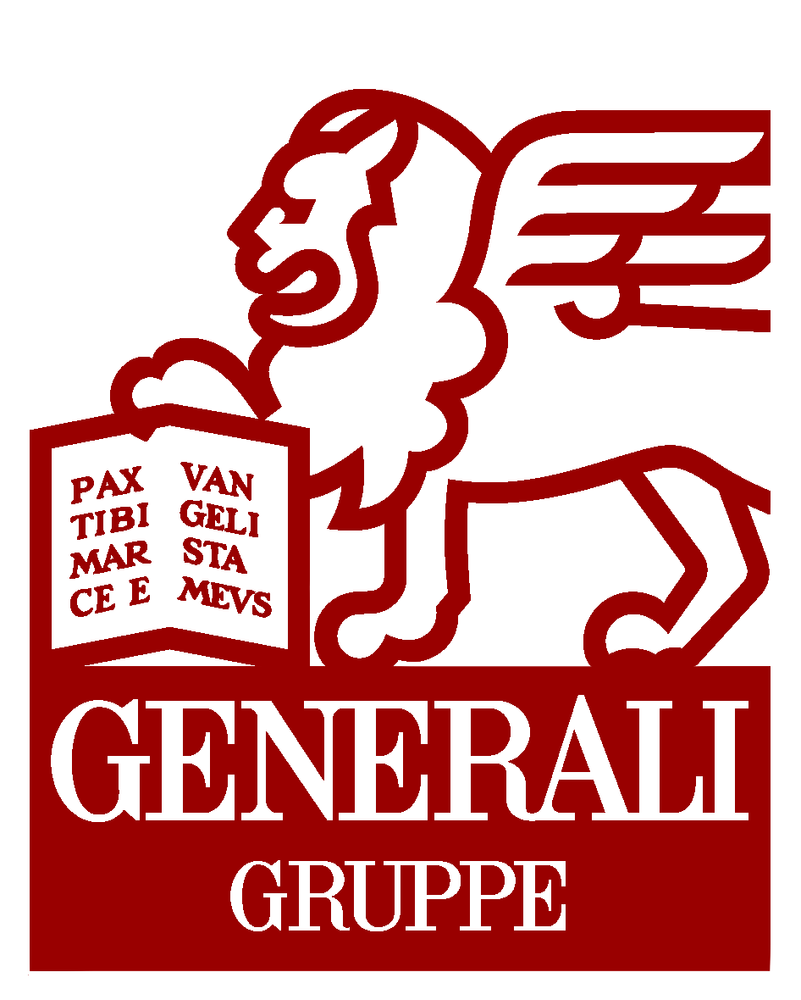 PAX
TIBI
MAR
CE E
VAN
GELI
STA
MEVS
GENERALI
GRUPPE